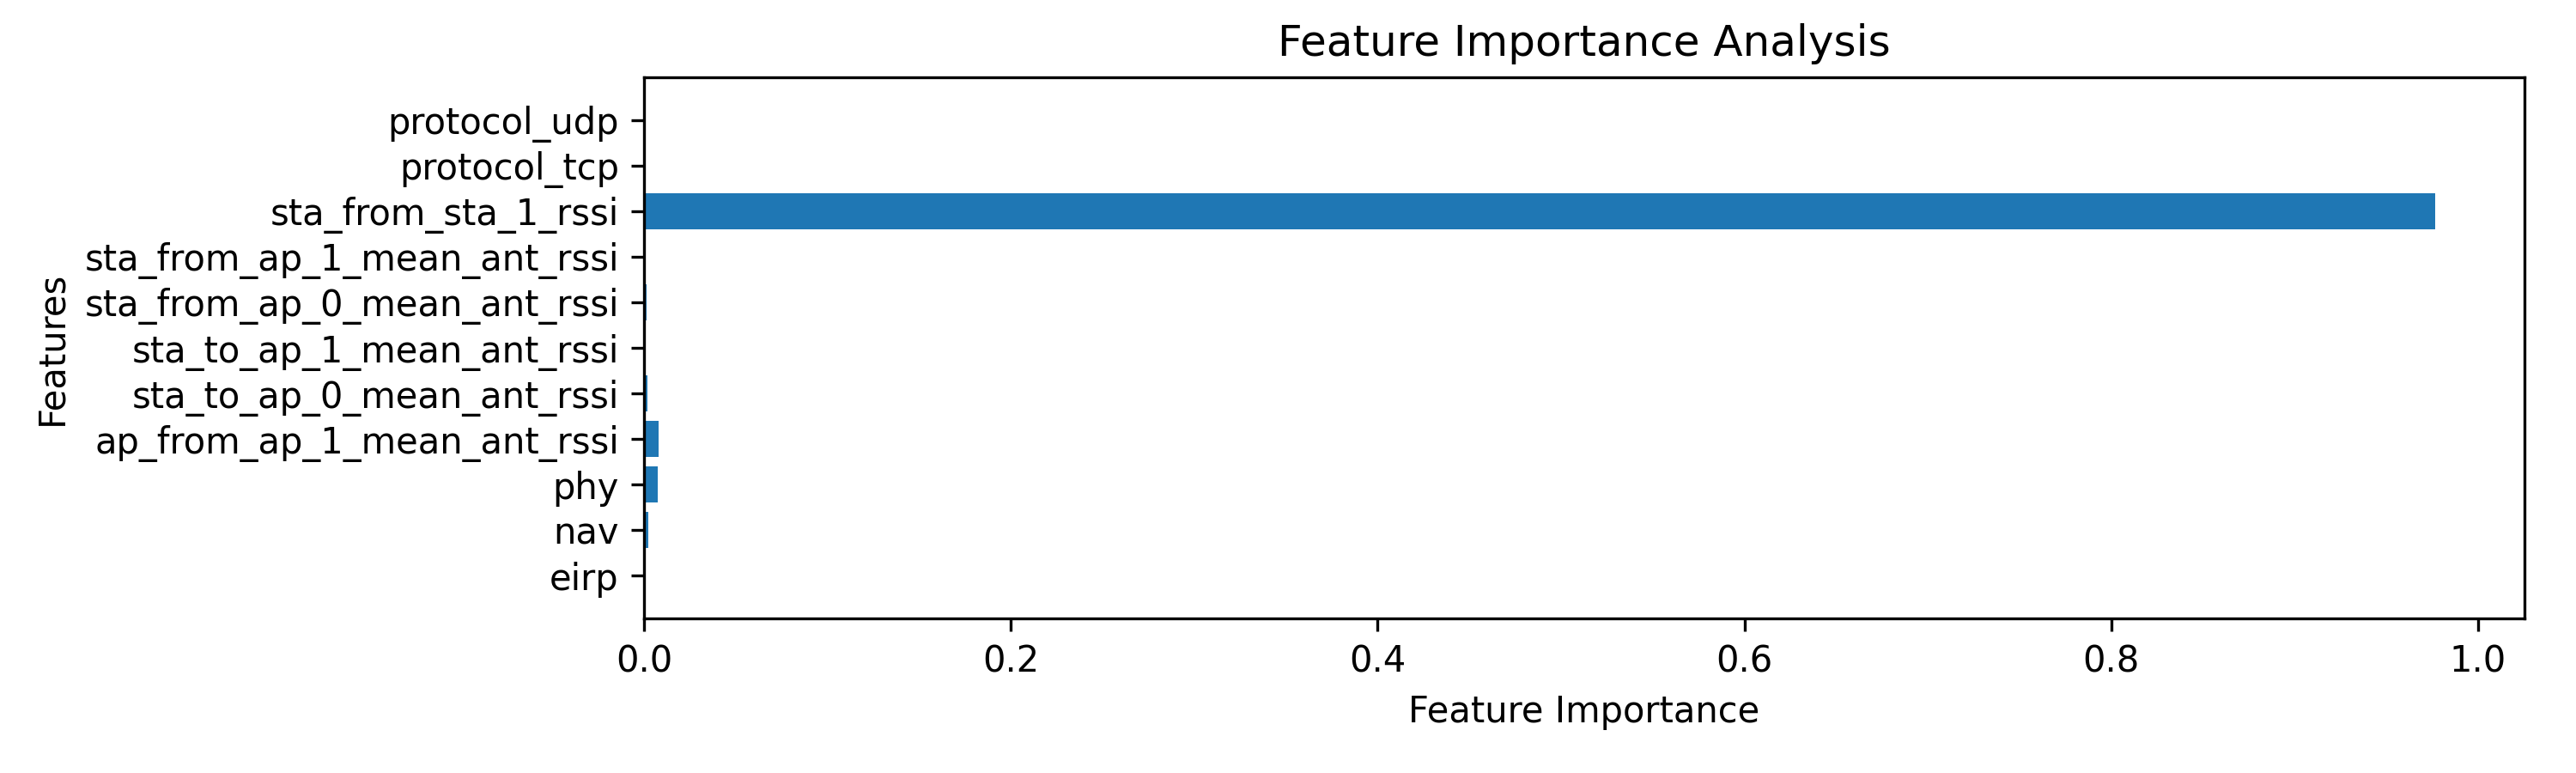 Feature Importance Analysis
Features
protocol_udp
protocol_tcp
sta_from_sta_1_rssi
sta_from_ap_1_mean_ant_rssi
sta_from_ap_0_mean_ant_rssi
sta_to_ap_1_mean_ant_rssi
sta_to_ap_0_mean_ant_rssi
ap_from_ap_1_mean_ant_rssi
phy
nav
eirp
0.0 0.2 0.4 0.6 0.8 1.0
Feature Importance